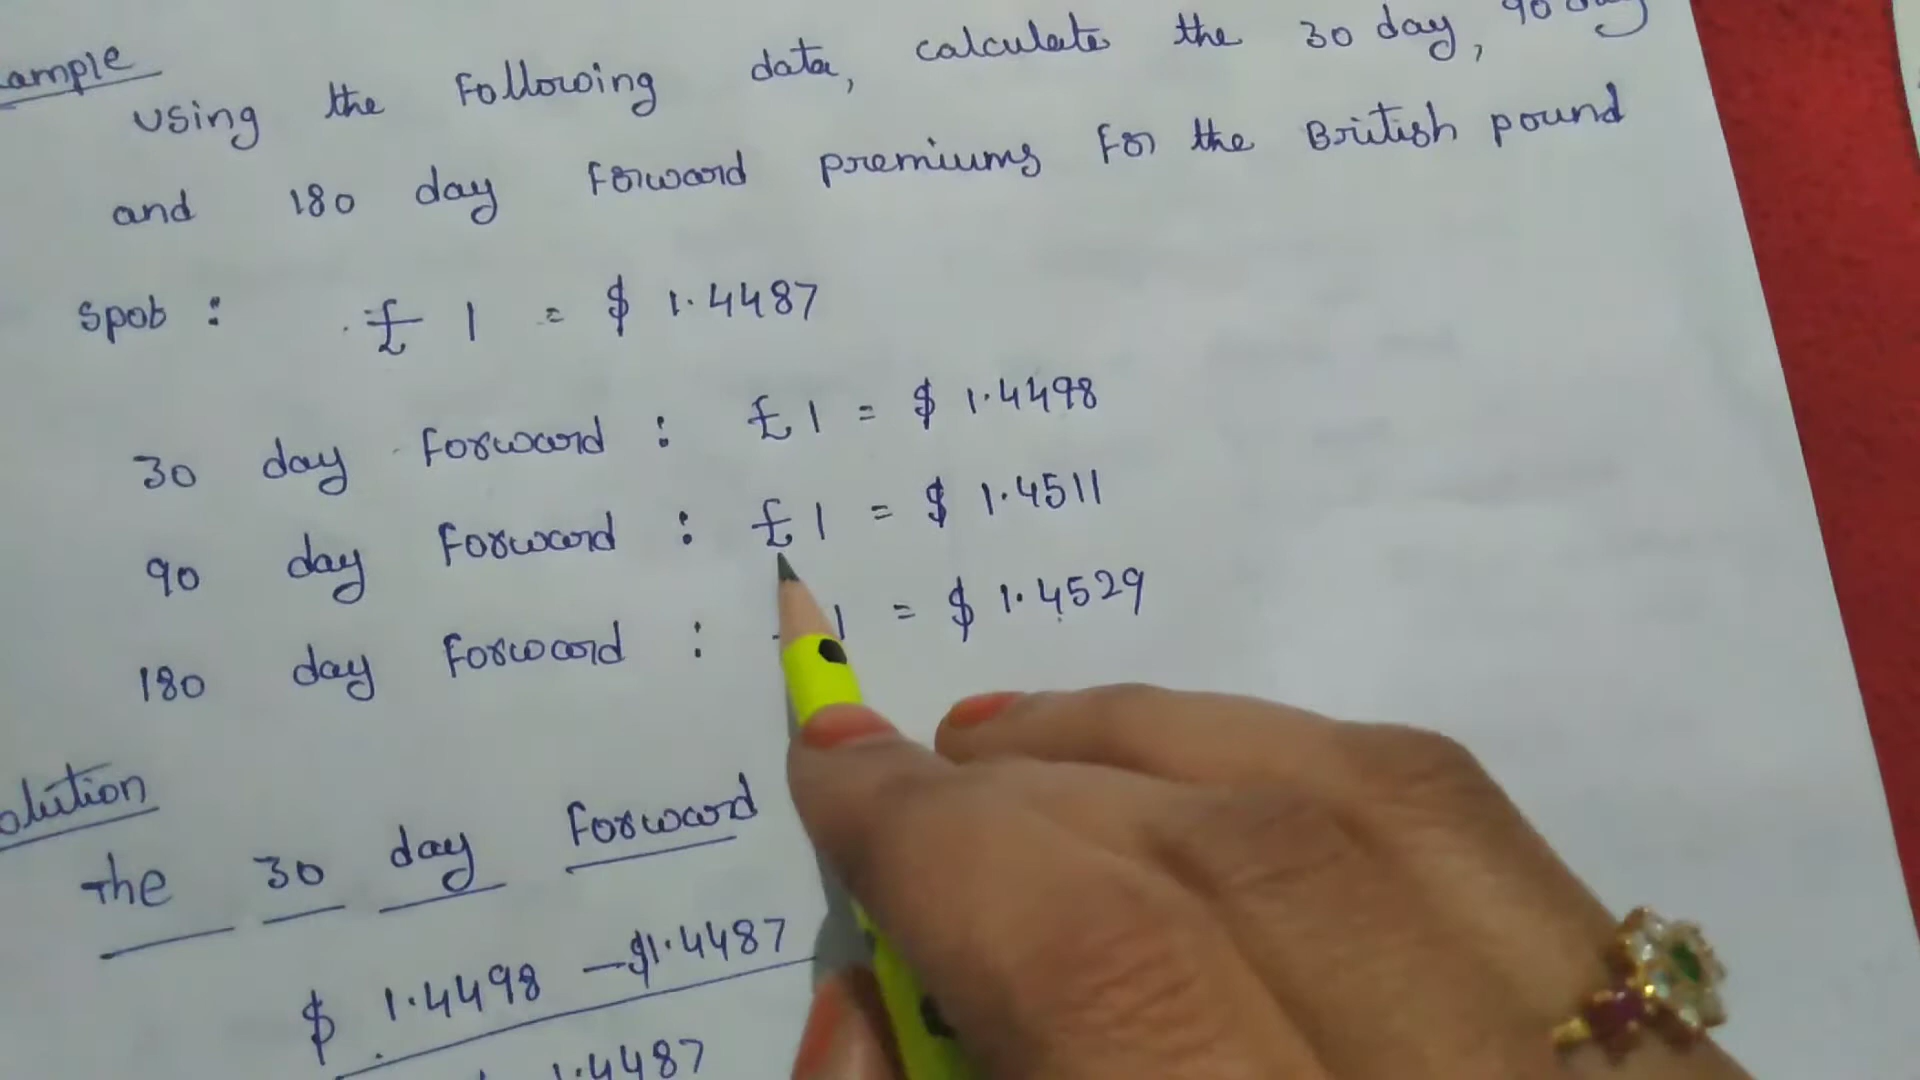 ample
using the following data, calculate the 30 day, 90 day
and 180 day forward premiums for the British pound
spot : £ 1 = $ 1.4487
30 day forward : £ 1 = $ 1.4498
90 day forward : £ 1 = $ 1.4511
180 day forward : 1 = $ 1.4529
olution
The 30 day forward
$ 1.4498 - $1.4487
1.4487